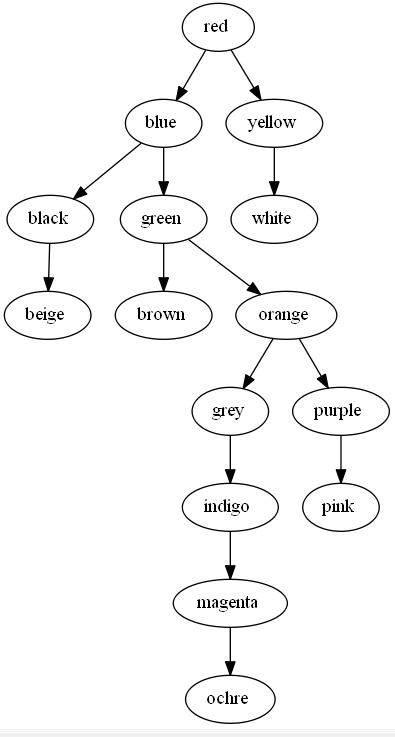 red
blue
yellow
black
green
white
beige
brown
orange
grey
purple
indigo
pink
magenta
ochre